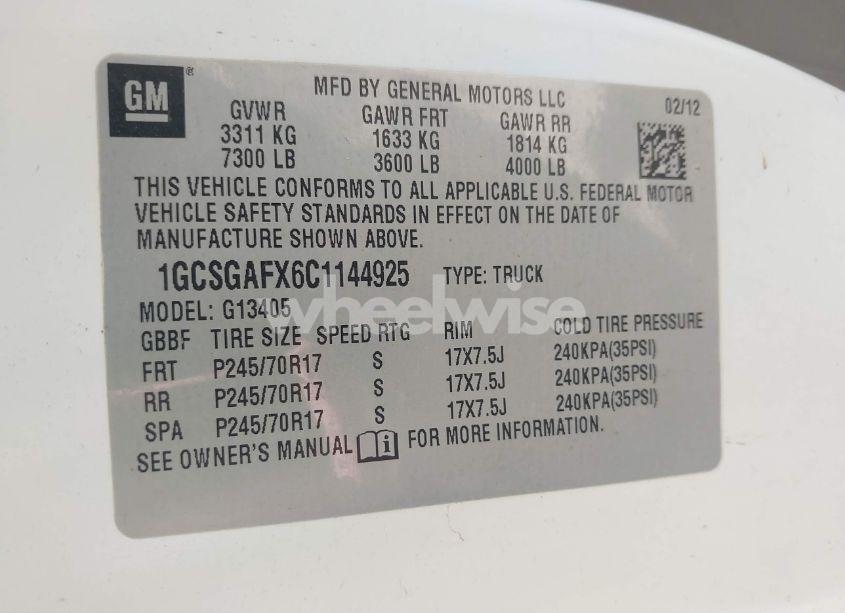 GM®
MFD BY GENERAL MOTORS LLC 02/12
GVWR GAWR FRT GAWR RR
3311 KG 1633 KG 1814 KG
7300 LB 3600 LB 4000 LB
THIS VEHICLE CONFORMS TO ALL APPLICABLE U.S. FEDERAL MOTOR
VEHICLE SAFETY STANDARDS IN EFFECT ON THE DATE OF
MANUFACTURE SHOWN ABOVE.
1GCSGAFX6C1144925 TYPE: TRUCK
wheelwise
MODEL: G13405
GBBF TIRE SIZE SPEED RTG RIM COLD TIRE PRESSURE
FRT P245/70R17 S 17X7.5J 240KPA(35PSI)
RR P245/70R17 S 17X7.5J 240KPA(35PSI)
SPA P245/70R17 S 17X7.5J 240KPA(35PSI)
SEE OWNER'S MANUAL i FOR MORE INFORMATION.